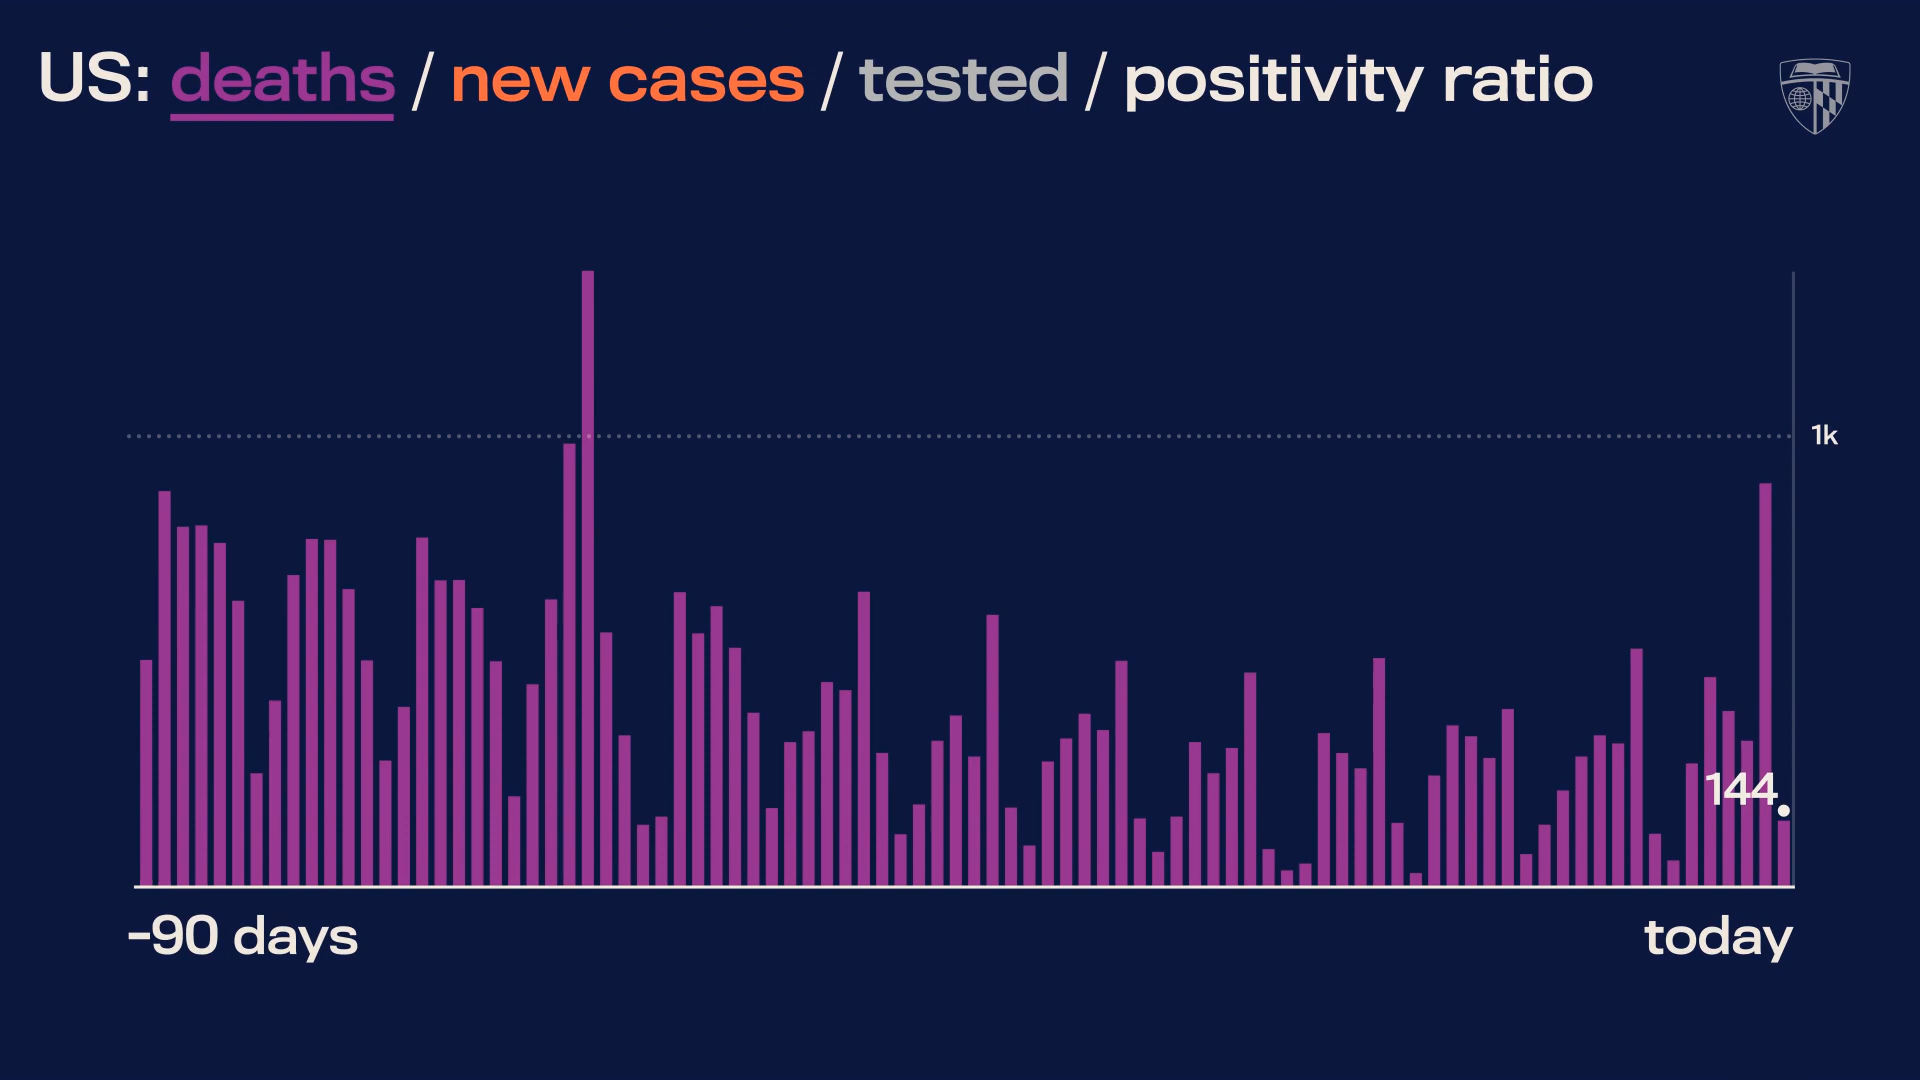 US: deaths / new cases / tested / positivity ratio
1k
144
-90 days
today